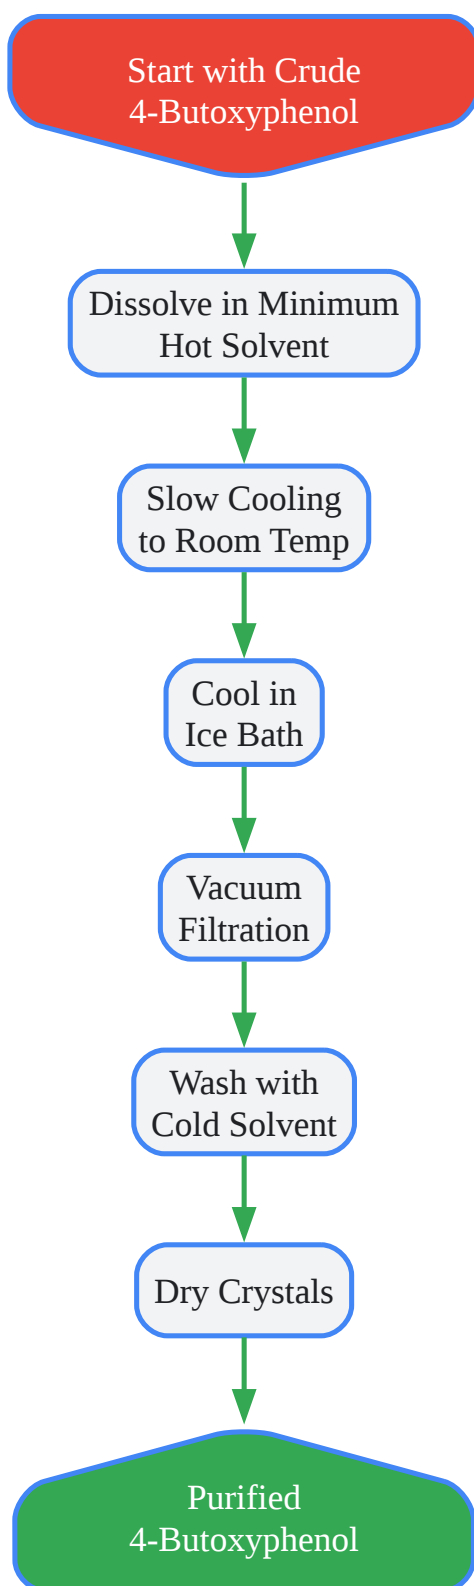 Start with Crude
4-Butoxyphenol
Dissolve in Minimum
Hot Solvent
Slow Cooling
to Room Temp
Cool in
Ice Bath
Vacuum
Filtration
Wash with
Cold Solvent
Dry Crystals
Purified
4-Butoxyphenol